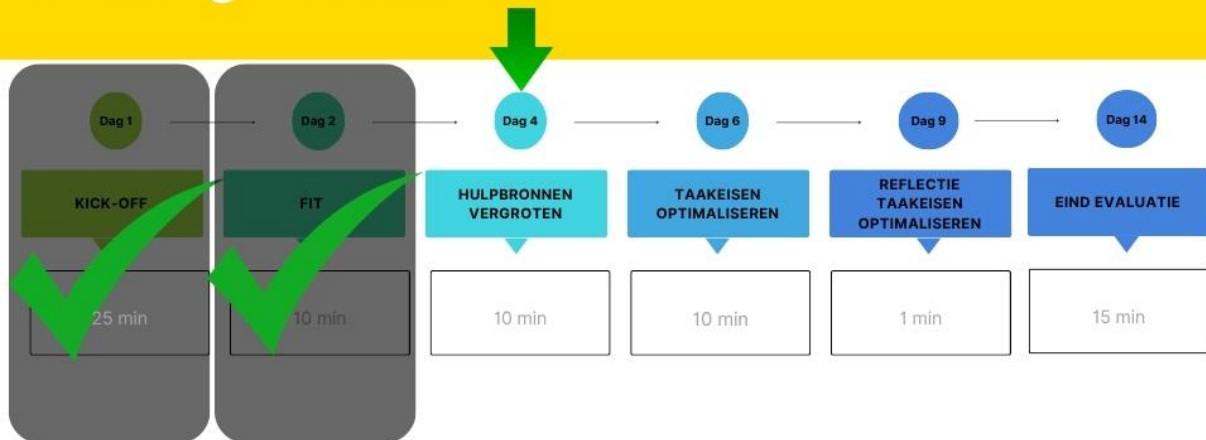 Dag 1
Dag 2
Dag 4
Dag 6
Dag 9
Dag 14
KICK-OFF
FIT
HULPBRONNEN
VERGROTEN
TAAKEISEN
OPTIMALISEREN
REFLECTIE
TAAKEISEN
OPTIMALISEREN
EIND EVALUATIE
25 min
10 min
10 min
10 min
1 min
15 min